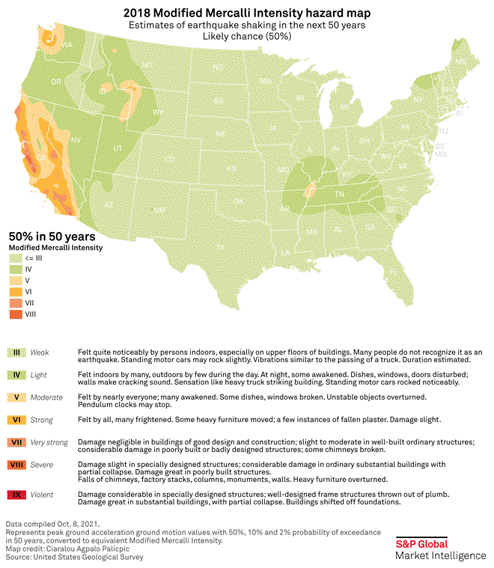 2018 Modified Mercalli Intensity hazard map
Estimates of earthquake shaking in the next 50 years
Likely chance (50%)
WA
MT
ND
MN
ME
OR
ID
SD
WI
MI
VT
NH
NY
MA
CT
RI
WY
NE
IA
PA
NJ
NV
UT
CO
KS
MO
IL
IN
OH
WV
VA
DE
MD
CA
KY
AZ
NM
OK
AR
TN
NC
SC
TX
LA
MS
AL
GA
FL
50% in 50 years
Modified Mercalli Intensity
<= III
IV
V
VI
VII
VIII
III Weak Felt quite noticeably by persons indoors, especially on upper floors of buildings. Many people do not recognize it as an
earthquake. Standing motor cars may rock slightly. Vibrations similar to the passing of a truck. Duration estimated.
IV Light Felt indoors by many, outdoors by few during the day. At night, some awakened. Dishes, windows, doors disturbed;
walls make cracking sound. Sensation like heavy truck striking building. Standing motor cars rocked noticeably.
V Moderate Felt by nearly everyone; many awakened. Some dishes, windows broken. Unstable objects overturned.
Pendulum clocks may stop.
VI Strong Felt by all, many frightened. Some heavy furniture moved; a few instances of fallen plaster. Damage slight.
VII Very strong Damage negligible in buildings of good design and construction; slight to moderate in well-built ordinary structures;
considerable damage in poorly built or badly designed structures; some chimneys broken.
VIII Severe Damage slight in specially designed structures; considerable damage in ordinary substantial buildings with
partial collapse. Damage great in poorly built structures.
Falls of chimneys, factory stacks, columns, monuments, walls. Heavy furniture overturned.
IX Violent Damage considerable in specially designed structures; well-designed frame structures thrown out of plumb.
Damage great in substantial buildings, with partial collapse. Buildings shifted off foundations.
Data compiled Oct. 8, 2021.
Represents peak ground acceleration ground motion values with 50%, 10% and 2% probability of exceedance
in 50 years, converted to equivalent Modified Mercalli Intensity.
Map credit: Ciaralou Agpalo Palicpic
Source: United States Geological Survey
S&P Global
Market Intelligence